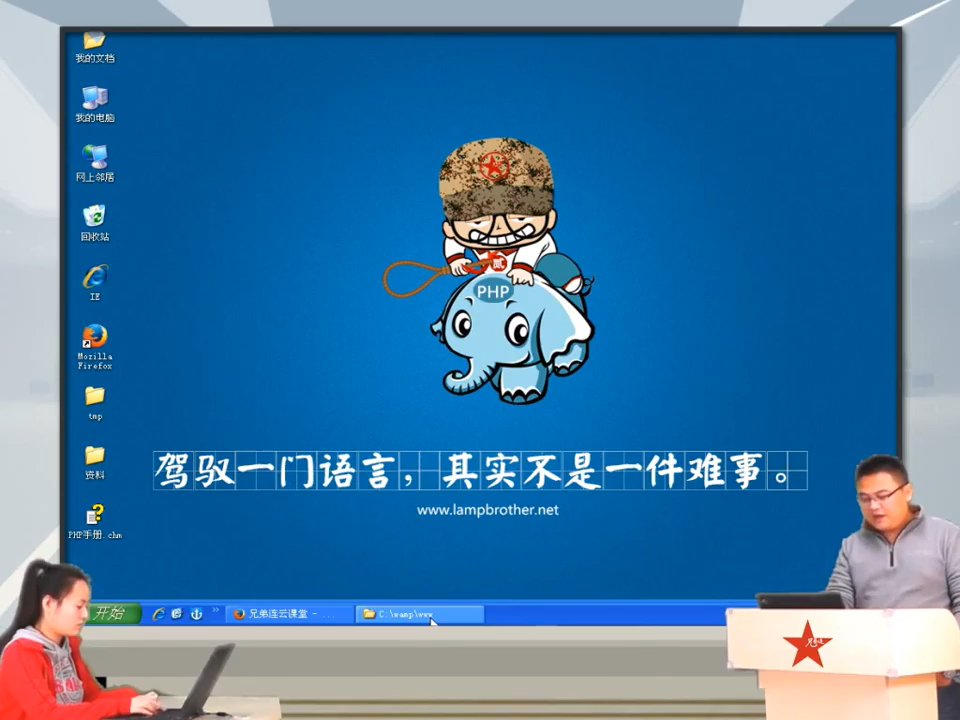 我的文档
我的电脑
网上邻居
回收站
IE
Mozilla
Firefox
tmp
资料
PHP手册.chm
贰
PHP
驾驭一门语言，其实不是一件难事。
www.lampbrother.net
开始
兄弟连云课堂 - ...
C:\wamp\www